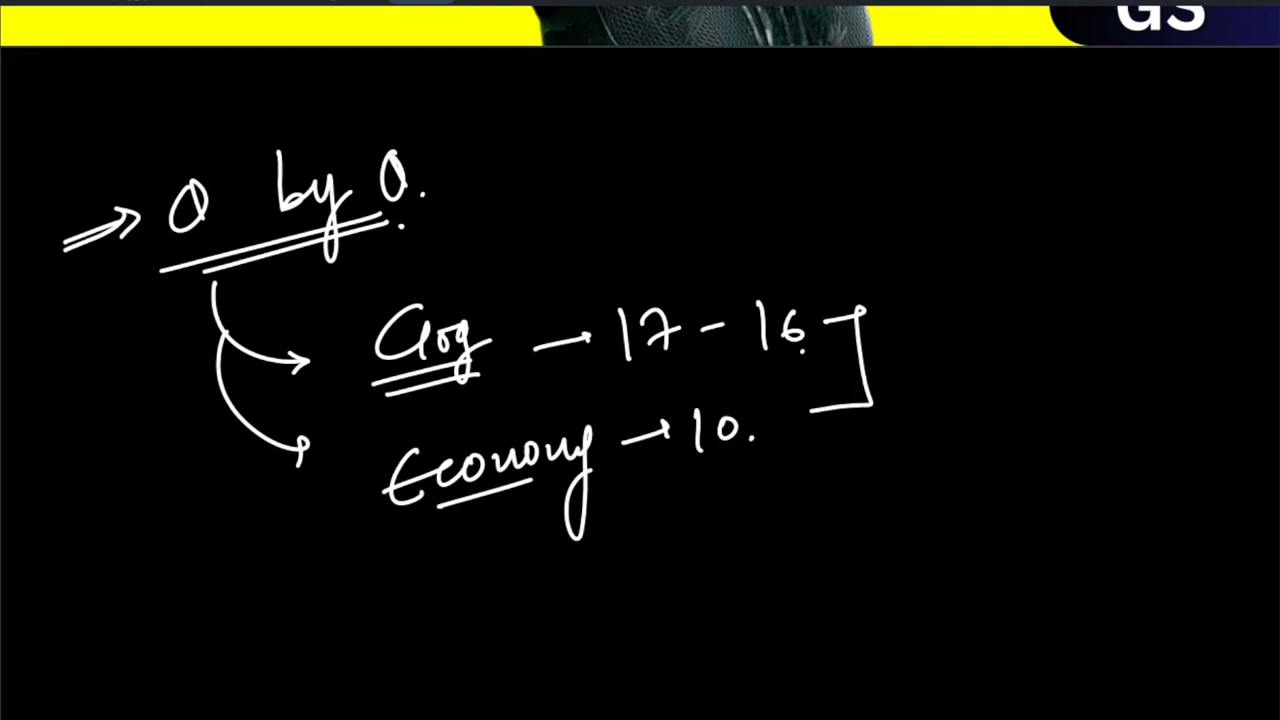 GS
⇒ O by O.
Geog → 17 - 16
Economy → 10.